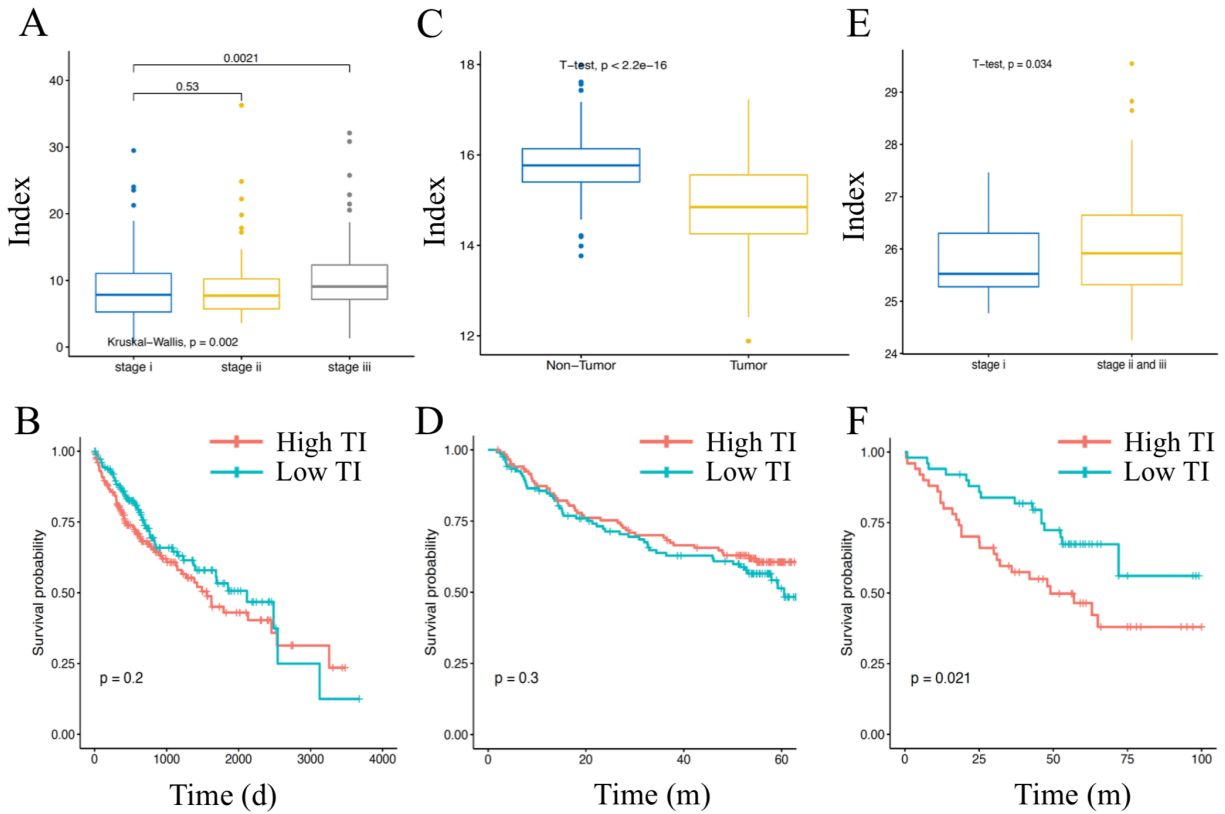 A
0.0021
0.53
40
30
20
10
0
Index
Kruskal−Wallis, p = 0.002
stage i
stage ii
stage iii
C
T−test, p < 2.2e−16
18
16
14
12
Index
Non−Tumor
Tumor
E
T−test, p = 0.034
29
28
27
26
25
24
Index
stage i
stage ii and iii
B
High TI
Low TI
1.00
0.75
0.50
0.25
0.00
Survival probability
p = 0.2
0
1000
2000
3000
4000
Time (d)
D
High TI
Low TI
1.00
0.75
0.50
0.25
0.00
Survival probability
p = 0.3
0
20
40
60
Time (m)
F
High TI
Low TI
1.00
0.75
0.50
0.25
0.00
Survival probability
p = 0.021
0
25
50
75
100
Time (m)